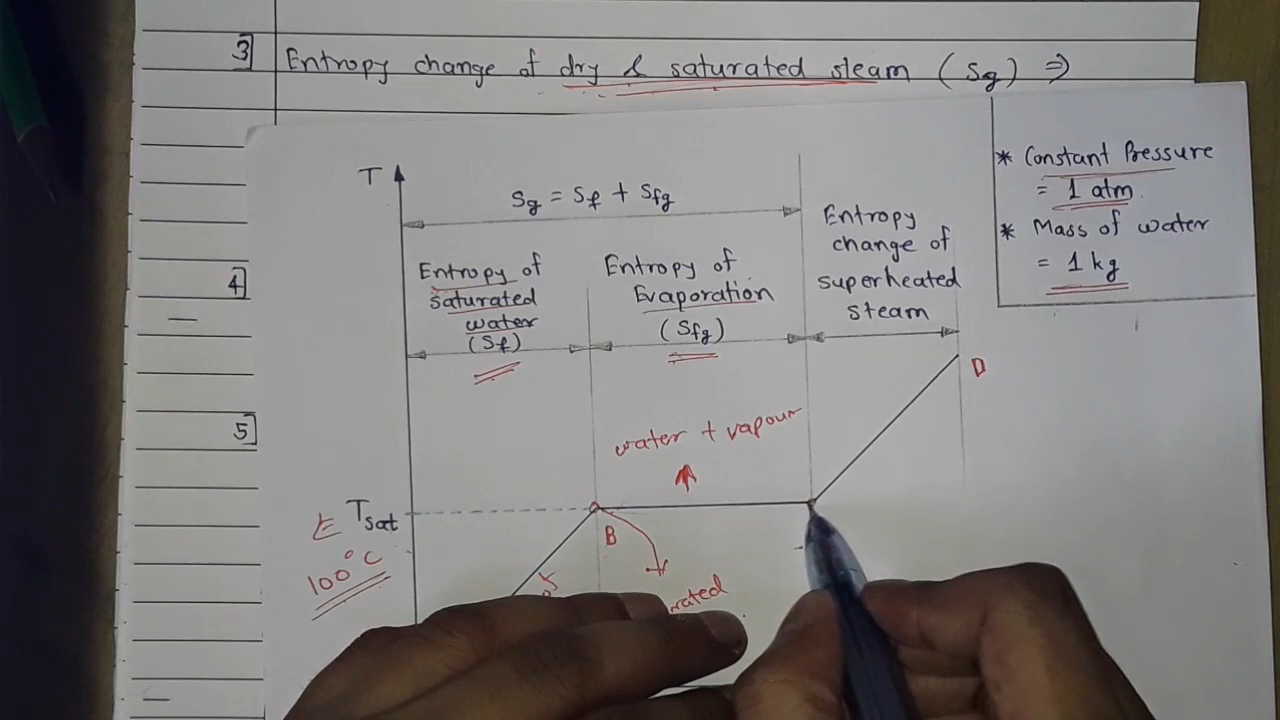 3] Entropy change of dry & saturated steam (Sg) ⇒
* Constant Pressure
= 1 atm
* Mass of water
= 1 kg
T
Sg = Sf + Sfg
Entropy of
saturated
water
(Sf)
Entropy of
Evaporation
(Sfg)
Entropy
change of
superheated
steam
4]
D
5]
water + vapour
Tsat
100°C
B